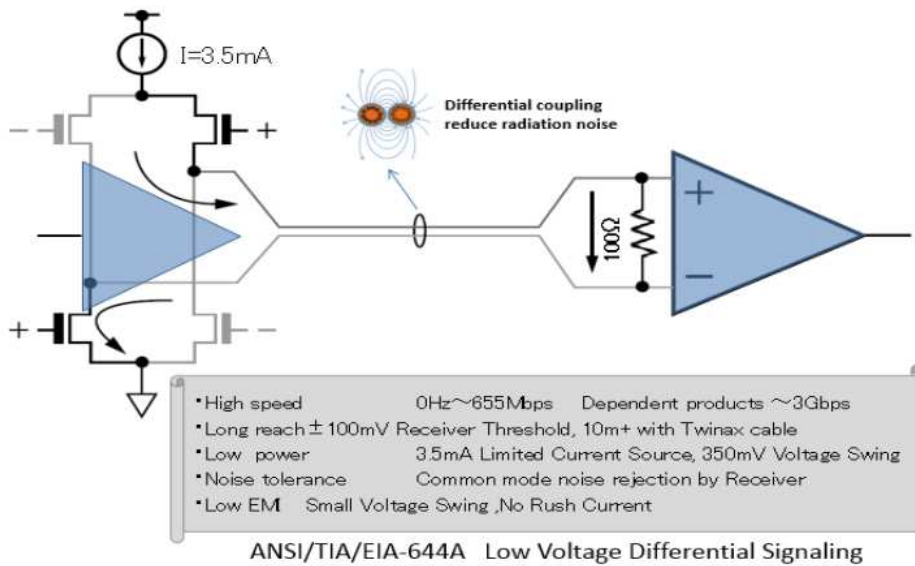 I=3.5mA
Differential coupling
reduce radiation noise
− +
100Ω
+
−
+ −
•High speed 0Hz~655Mbps Dependent products ~3Gbps
•Long reach ± 100mV Receiver Threshold, 10m+ with Twinax cable
•Low power 3.5mA Limited Current Source, 350mV Voltage Swing
•Noise tolerance Common mode noise rejection by Receiver
•Low EMI Small Voltage Swing ,No Rush Current
ANSI/TIA/EIA-644A Low Voltage Differential Signaling